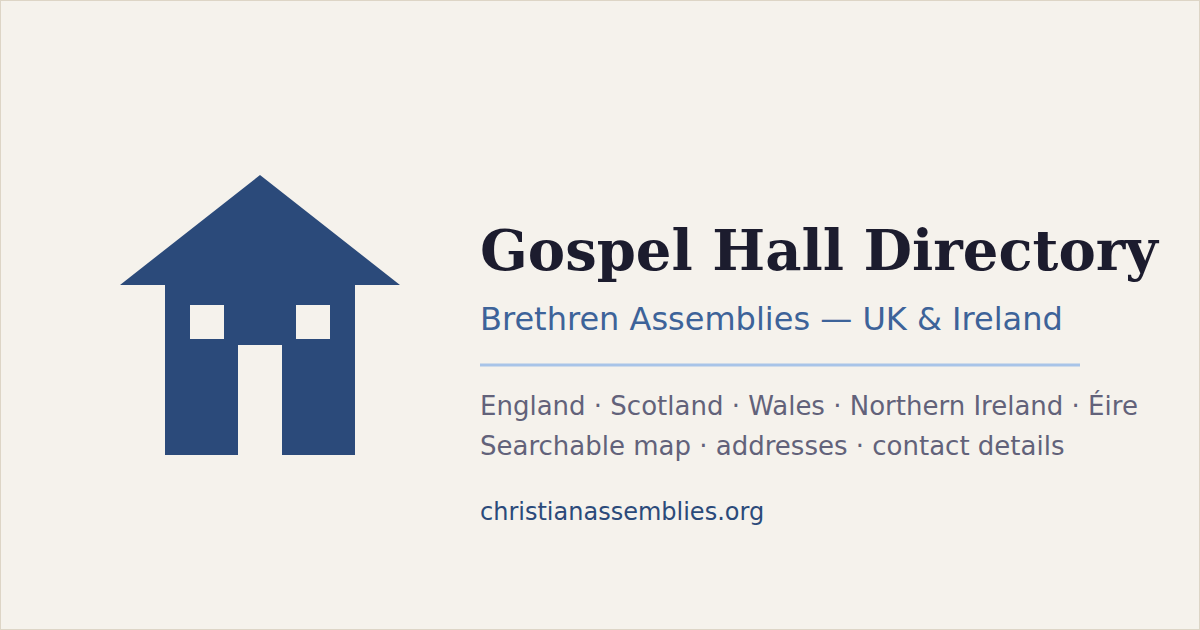 Gospel Hall Directory
Brethren Assemblies — UK & Ireland
England · Scotland · Wales · Northern Ireland · Éire
Searchable map · addresses · contact details
christianassemblies.org